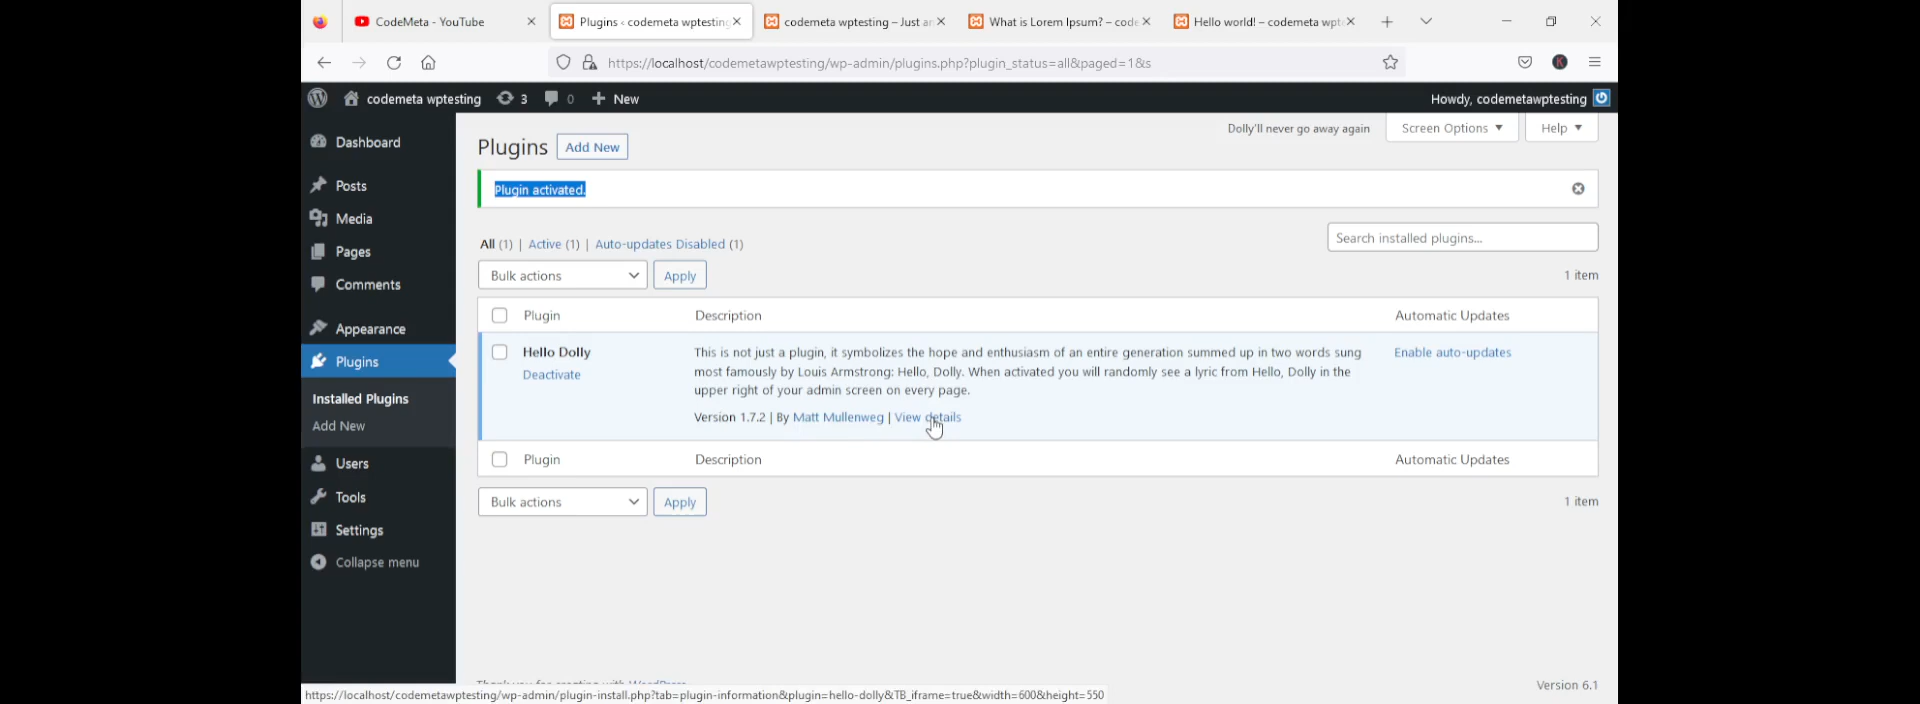 CodeMeta - YouTube
Plugins ‹ codemeta wptesting
codemeta wptesting – Just an
What is Lorem Ipsum? – code
Hello world! – codemeta wpte
https://localhost/codemetawptesting/wp-admin/plugins.php?plugin_status=all&paged=1&s
K
codemeta wptesting 3 0 New
Howdy, codemetawptesting
Dashboard
Posts
Media
Pages
Comments
Appearance
Plugins
Installed Plugins
Add New
Users
Tools
Settings
Collapse menu
Dolly'll never go away again
Screen Options
Help
Plugins Add New
Plugin activated.
All (1) | Active (1) | Auto-updates Disabled (1)
Search installed plugins...
Bulk actions Apply
1 item
Plugin Description Automatic Updates
Hello Dolly
Deactivate
This is not just a plugin, it symbolizes the hope and enthusiasm of an entire generation summed up in two words sung
most famously by Louis Armstrong: Hello, Dolly. When activated you will randomly see a lyric from Hello, Dolly in the
upper right of your admin screen on every page.
Version 1.7.2 | By Matt Mullenweg | View details
Enable auto-updates
Plugin Description Automatic Updates
Bulk actions Apply
1 item
Thank you for creating with WordPress.
Version 6.1
https://localhost/codemetawptesting/wp-admin/plugin-install.php?tab=plugin-information&plugin=hello-dolly&TB_iframe=true&width=600&height=550